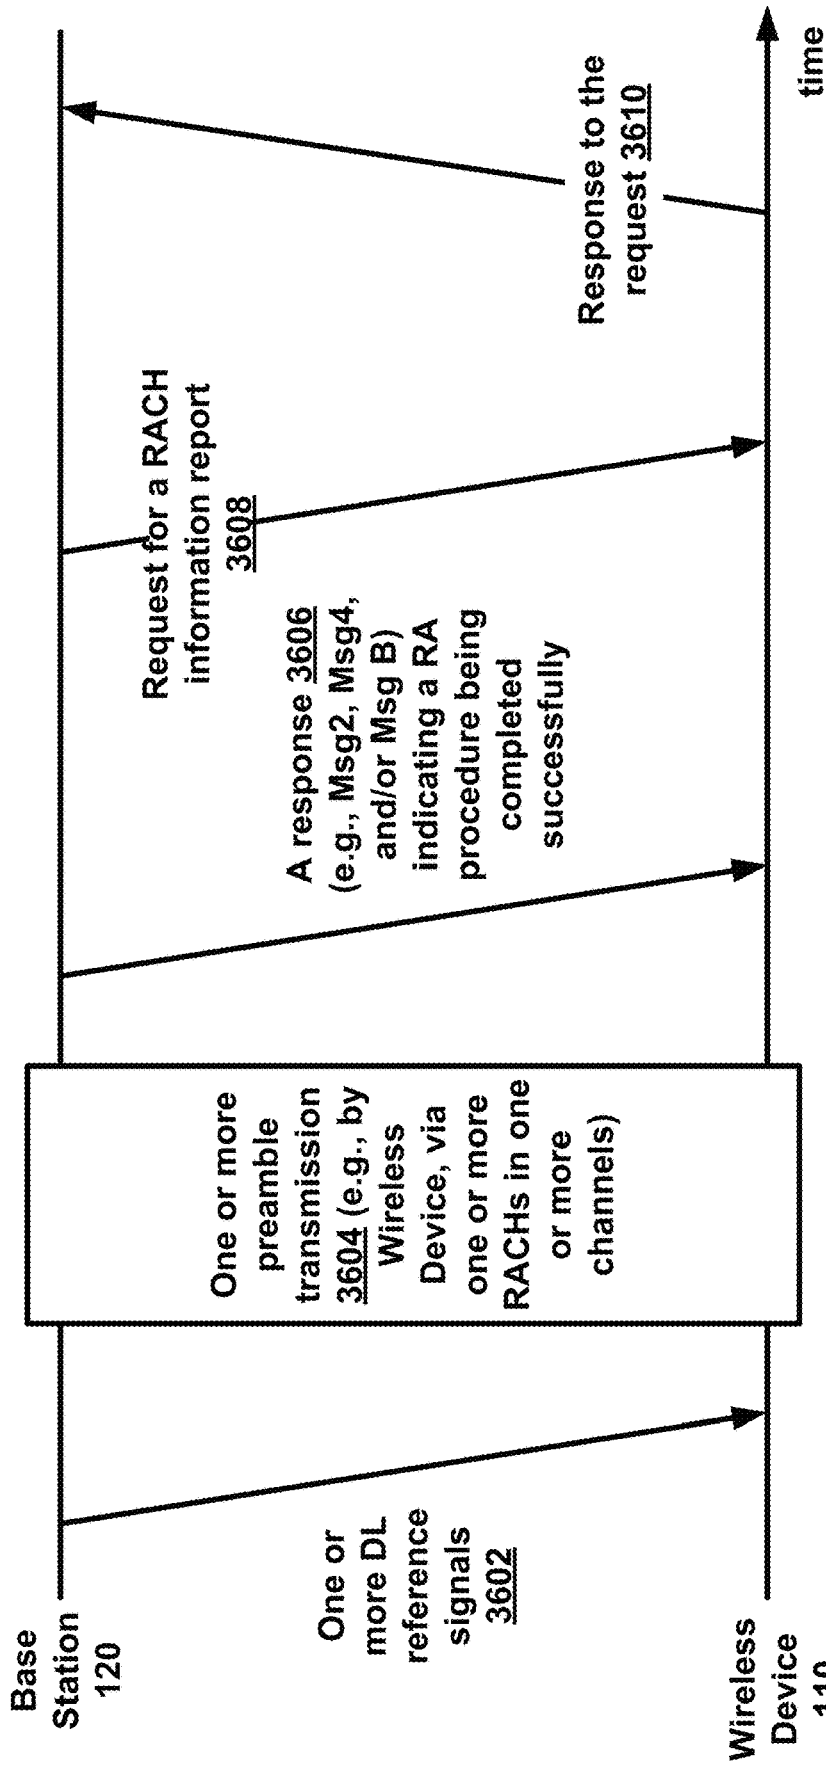 Base
Station
120
One or
more DL
reference
signals
3602
One or more
preamble
transmission
3604 (e.g., by
Wireless
Device, via
one or more
RACHs in one
or more
channels)
A response 3606
(e.g., Msg2, Msg4,
and/or Msg B)
indicating a RA
procedure being
completed
successfully
Request for a RACH
information report
3608
Response to the
request 3610
Wireless
Device
110
time